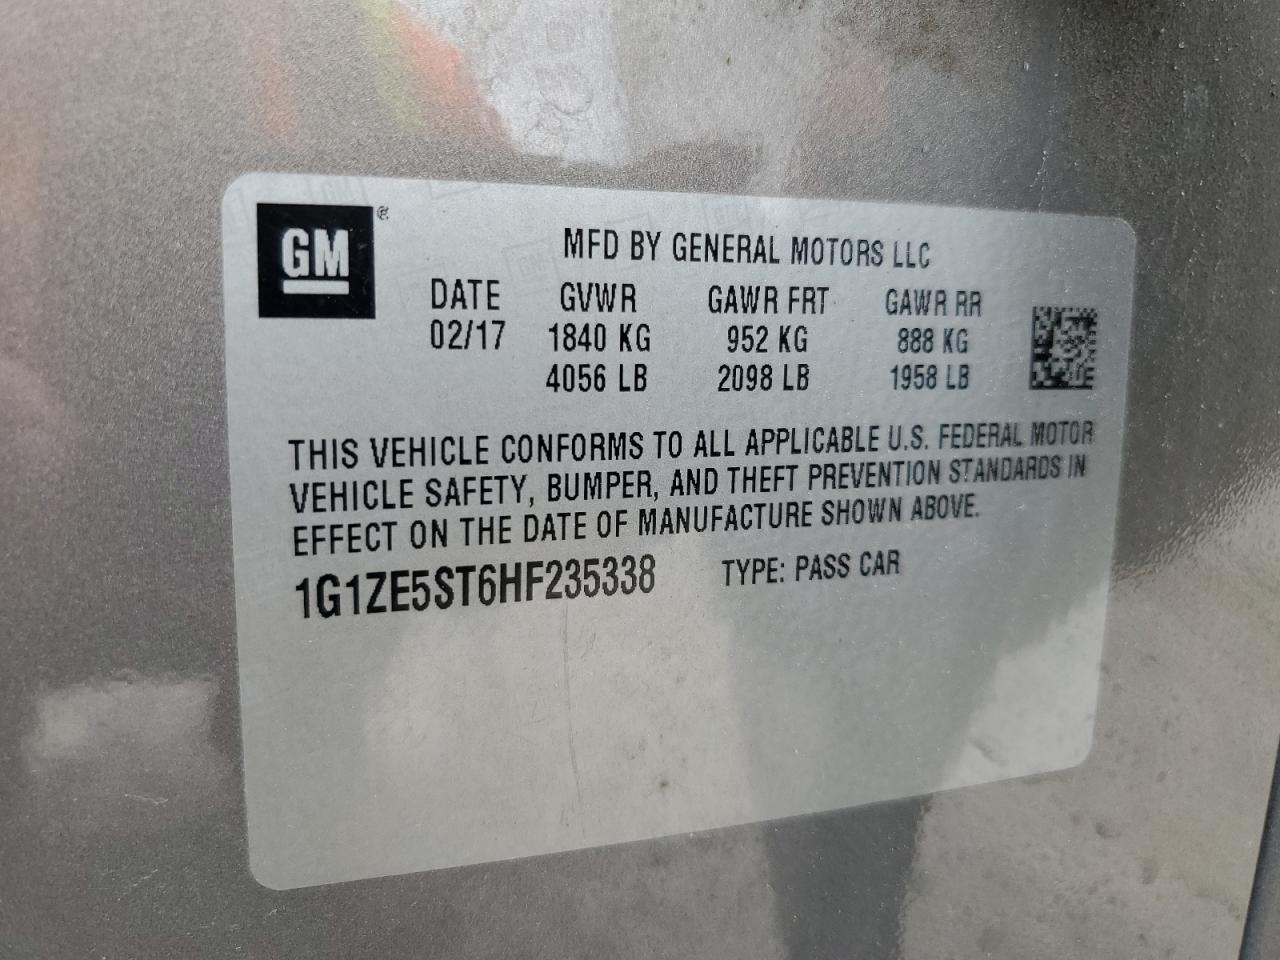 GM®
MFD BY GENERAL MOTORS LLC
DATE GVWR GAWR FRT GAWR RR
02/17 1840 KG 952 KG 888 KG
4056 LB 2098 LB 1958 LB
THIS VEHICLE CONFORMS TO ALL APPLICABLE U.S. FEDERAL MOTOR
VEHICLE SAFETY, BUMPER, AND THEFT PREVENTION STANDARDS IN
EFFECT ON THE DATE OF MANUFACTURE SHOWN ABOVE.
1G1ZE5ST6HF235338 TYPE: PASS CAR